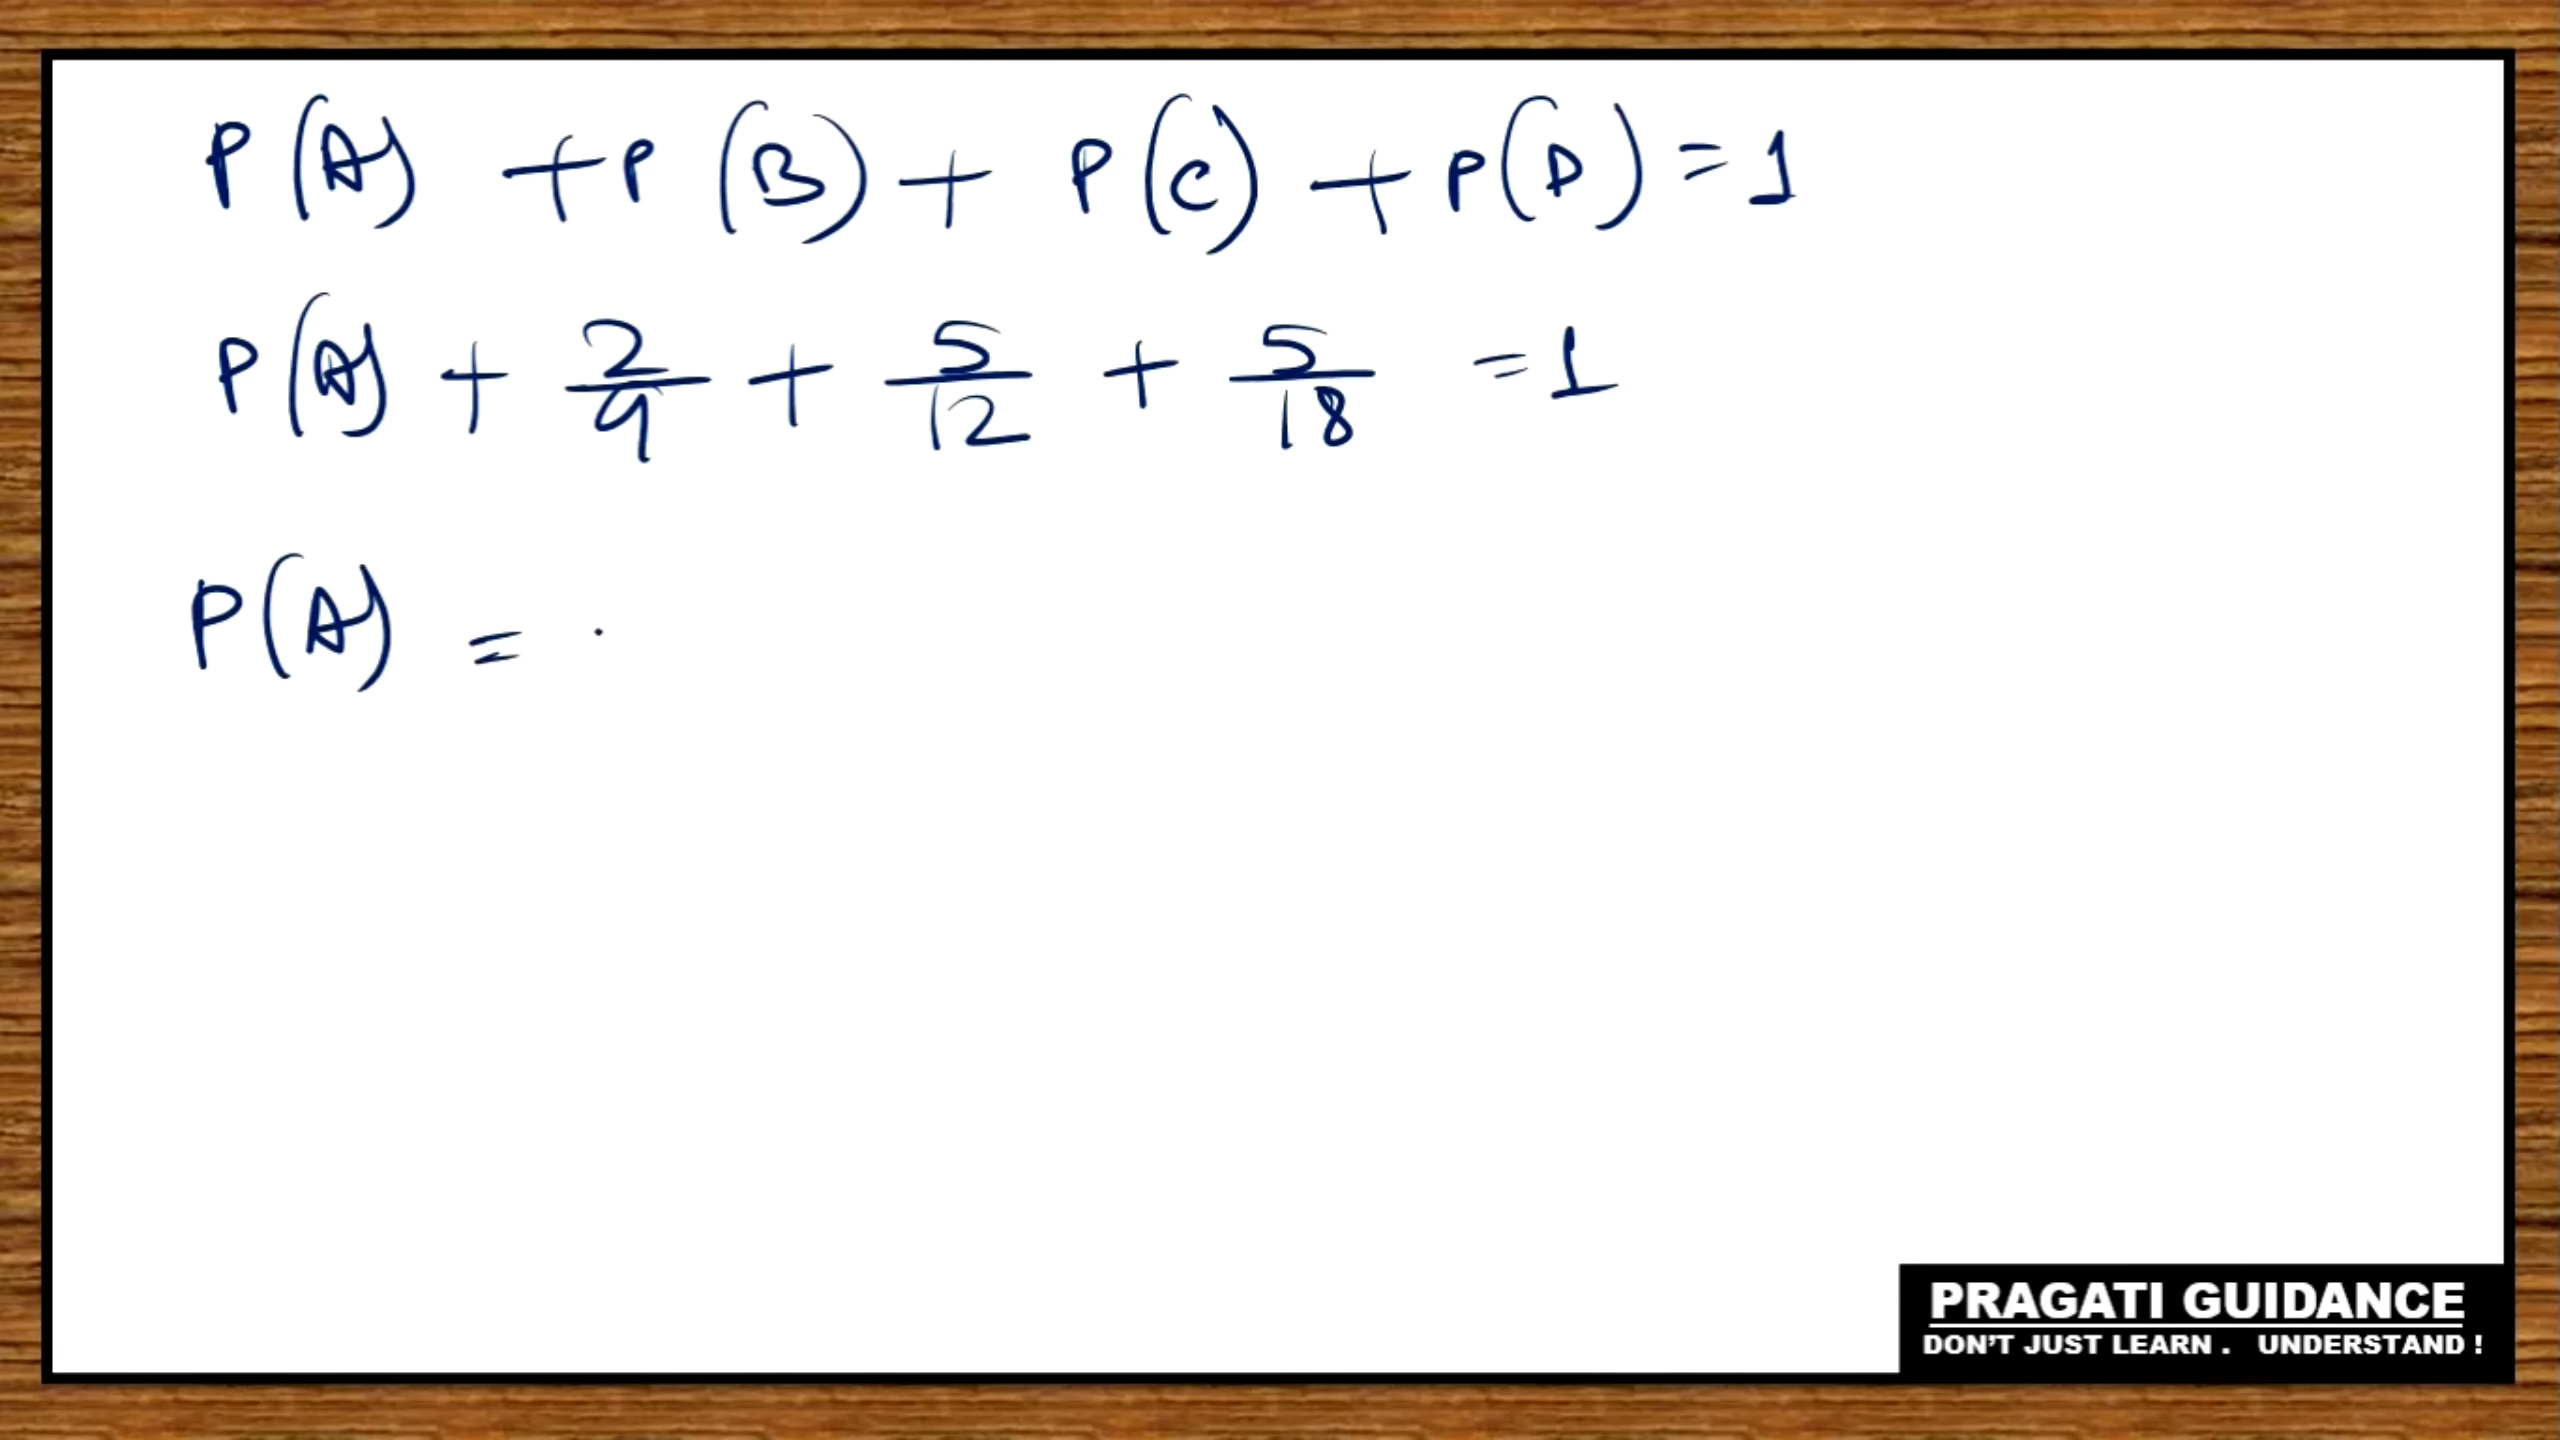 P(A) + P(B) + P(C) + P(D) = 1
P(A) + 2/9 + 5/12 + 5/18 = 1
P(A) =
PRAGATI GUIDANCE
DON'T JUST LEARN . UNDERSTAND !